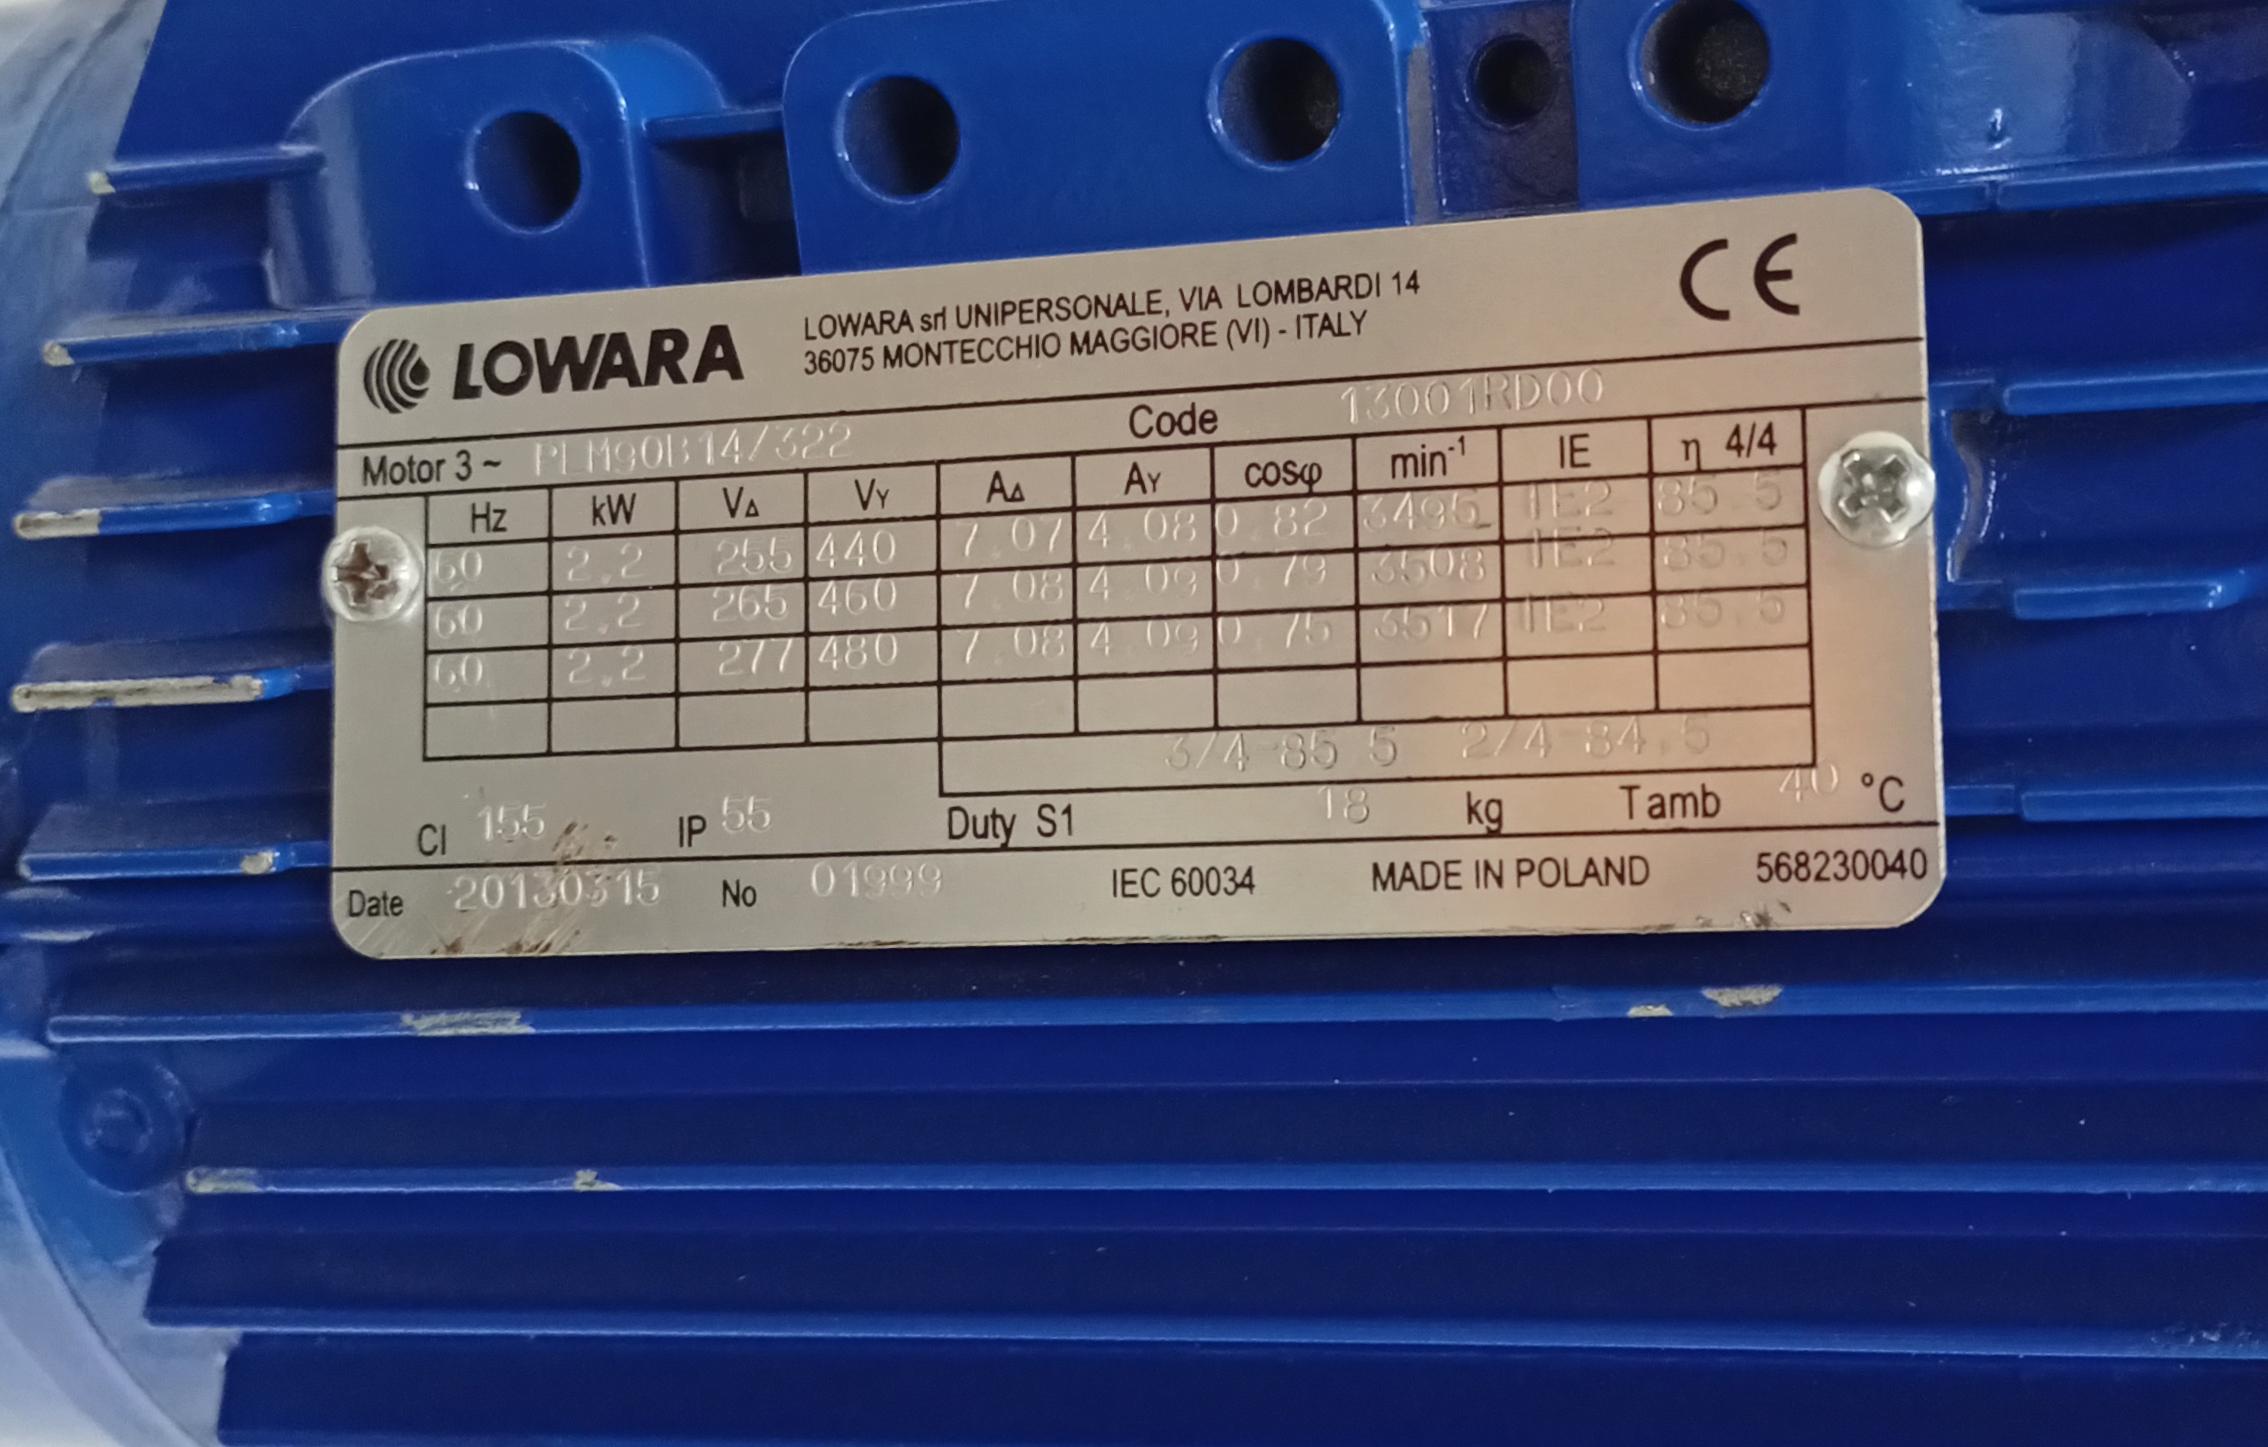 LOWARA
LOWARA srl UNIPERSONALE, VIA LOMBARDI 14
36075 MONTECCHIO MAGGIORE (VI) - ITALY
CE
Motor 3 ~ PLM90B14/322 Code 13001RD00
Hz kW VΔ VY AΔ AY cosφ min-1 IE η 4/4
60 2.2 255 440 7.07 4.08 0.82 3495 IE2 85.5
60 2.2 265 460 7.08 4.09 0.79 3508 IE2 85.5
60 2.2 277 480 7.08 4.09 0.75 3517 IE2 85.5
3/4 85.5 2/4 84.5
Cl 155 IP 55 Duty S1 18 kg Tamb 40 °C
Date 20130315 No 01999 IEC 60034 MADE IN POLAND 568230040